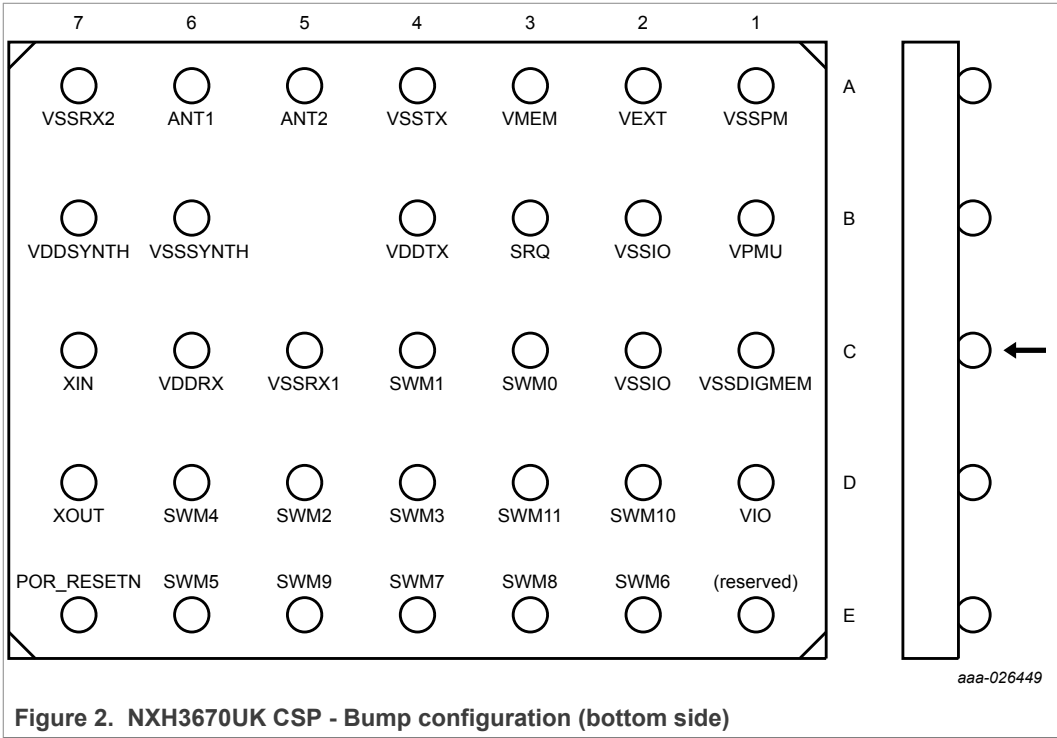 7 6 5 4 3 2 1
A
VSSRX2 ANT1 ANT2 VSSTX VMEM VEXT VSSPM
B
VDDSYNTH VSSSYNTH VDDTX SRQ VSSIO VPMU
C
XIN VDDRX VSSRX1 SWM1 SWM0 VSSIO VSSDIGMEM
D
XOUT SWM4 SWM2 SWM3 SWM11 SWM10 VIO
POR_RESETN SWM5 SWM9 SWM7 SWM8 SWM6 (reserved)
E
aaa-026449
Figure 2. NXH3670UK CSP - Bump configuration (bottom side)